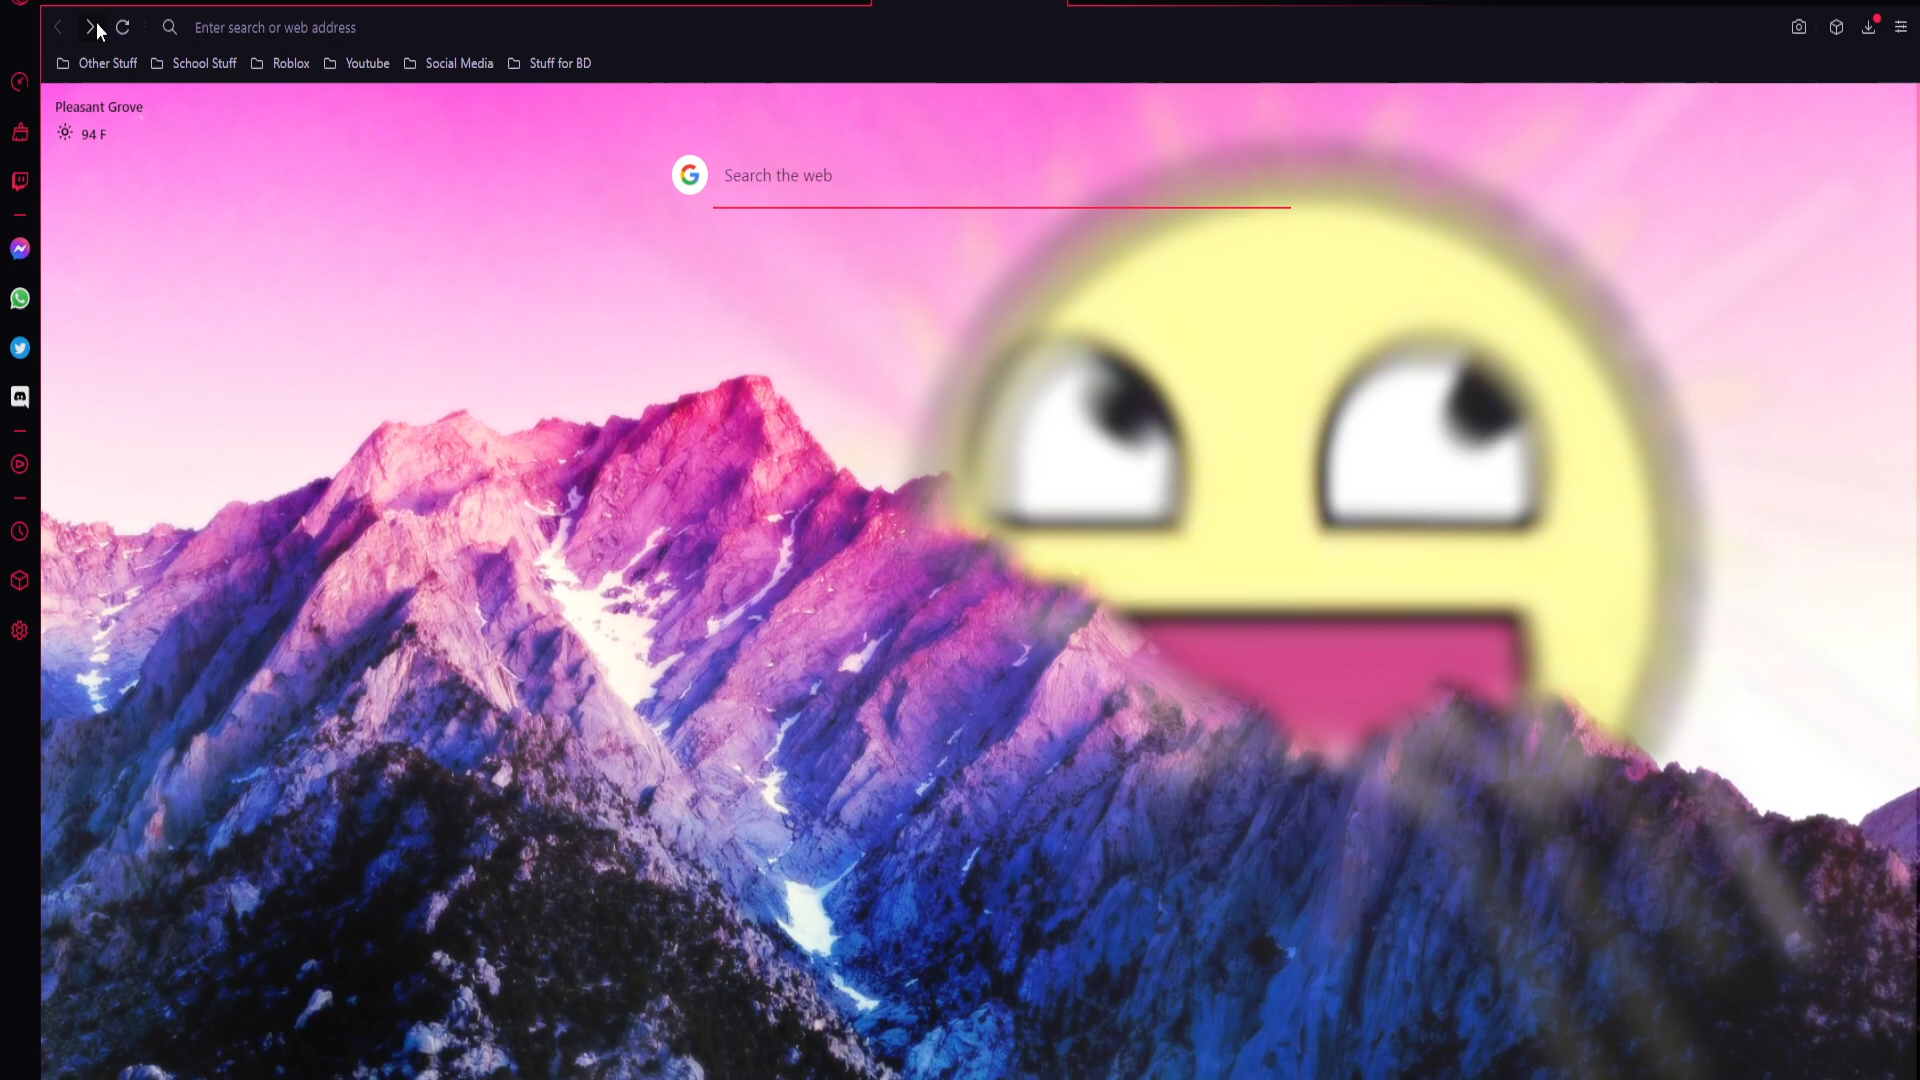 Enter search or web address
Other Stuff School Stuff Roblox Youtube Social Media Stuff for BD
Pleasant Grove
94 F
Search the web